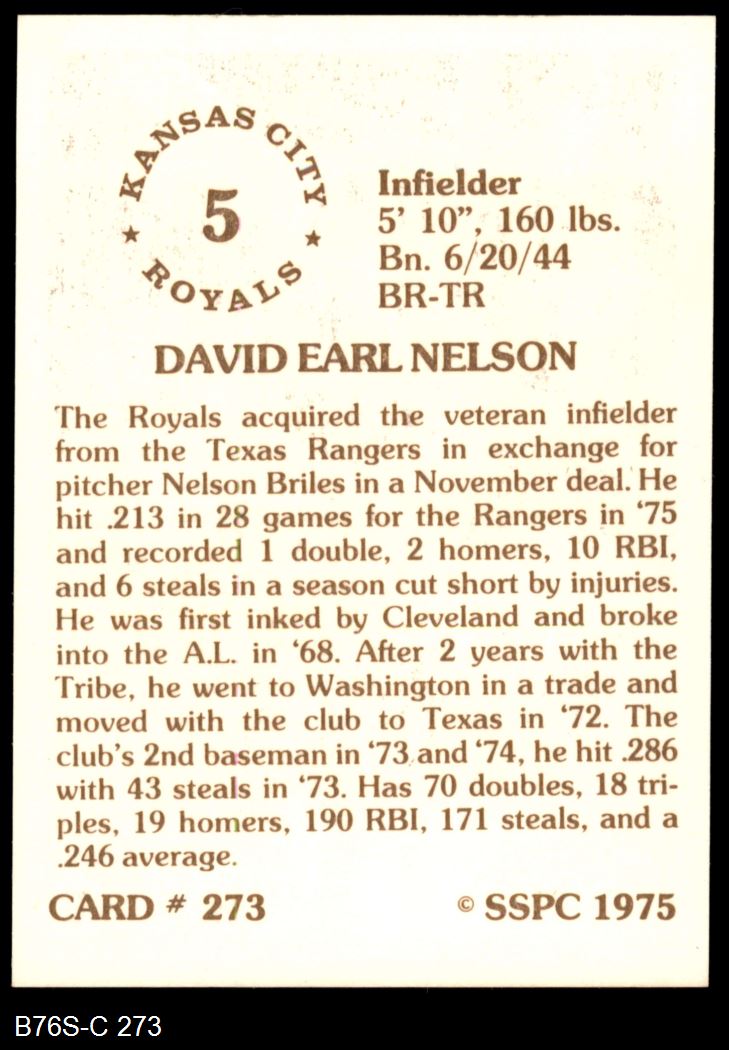 KANSAS CITY
5
ROYALS
Infielder
5' 10”, 160 lbs.
Bn. 6/20/44
BR-TR
DAVID EARL NELSON
The Royals acquired the veteran infielder
from the Texas Rangers in exchange for
pitcher Nelson Briles in a November deal. He
hit .213 in 28 games for the Rangers in ‘75
and recorded 1 double, 2 homers, 10 RBI,
and 6 steals in a season cut short by injuries.
He was first inked by Cleveland and broke
into the A.L. in ‘68. After 2 years with the
Tribe, he went to Washington in a trade and
moved with the club to Texas in ‘72. The
club's 2nd baseman in ‘73 and ‘74, he hit .286
with 43 steals in ‘73. Has 70 doubles, 18 tri-
ples, 19 homers, 190 RBI, 171 steals, and a
.246 average.
CARD # 273
© SSPC 1975
B76S-C 273